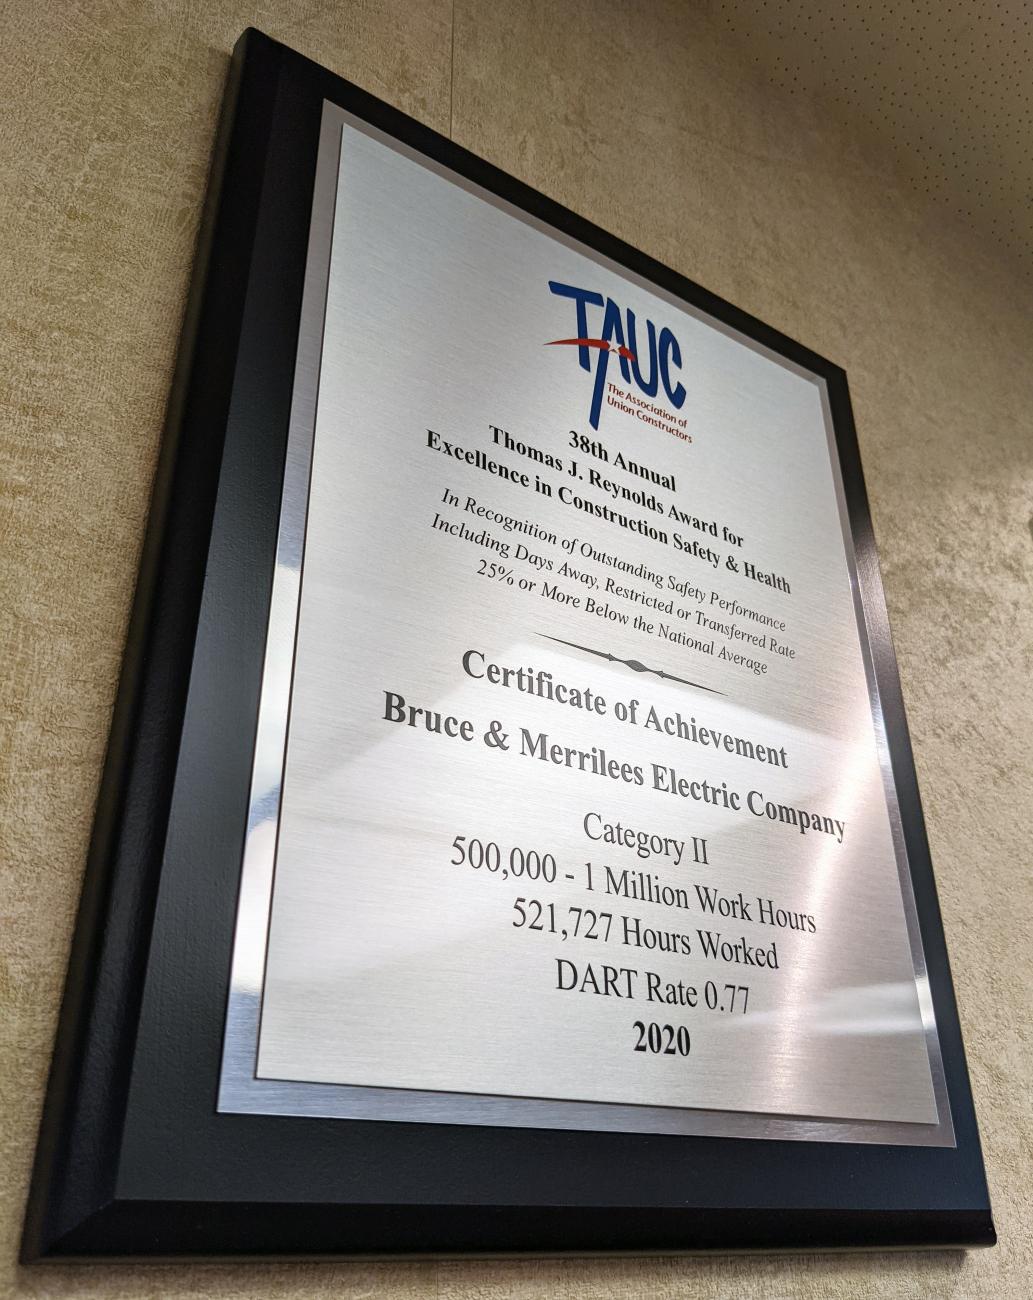 TAUC
The Association of
Union Constructors
38th Annual
Thomas J. Reynolds Award for
Excellence in Construction Safety & Health
In Recognition of Outstanding Safety Performance
Including Days Away, Restricted or Transferred Rate
25% or More Below the National Average
Certificate of Achievement
Bruce & Merrilees Electric Company
Category II
500,000 - 1 Million Work Hours
521,727 Hours Worked
DART Rate 0.77
2020